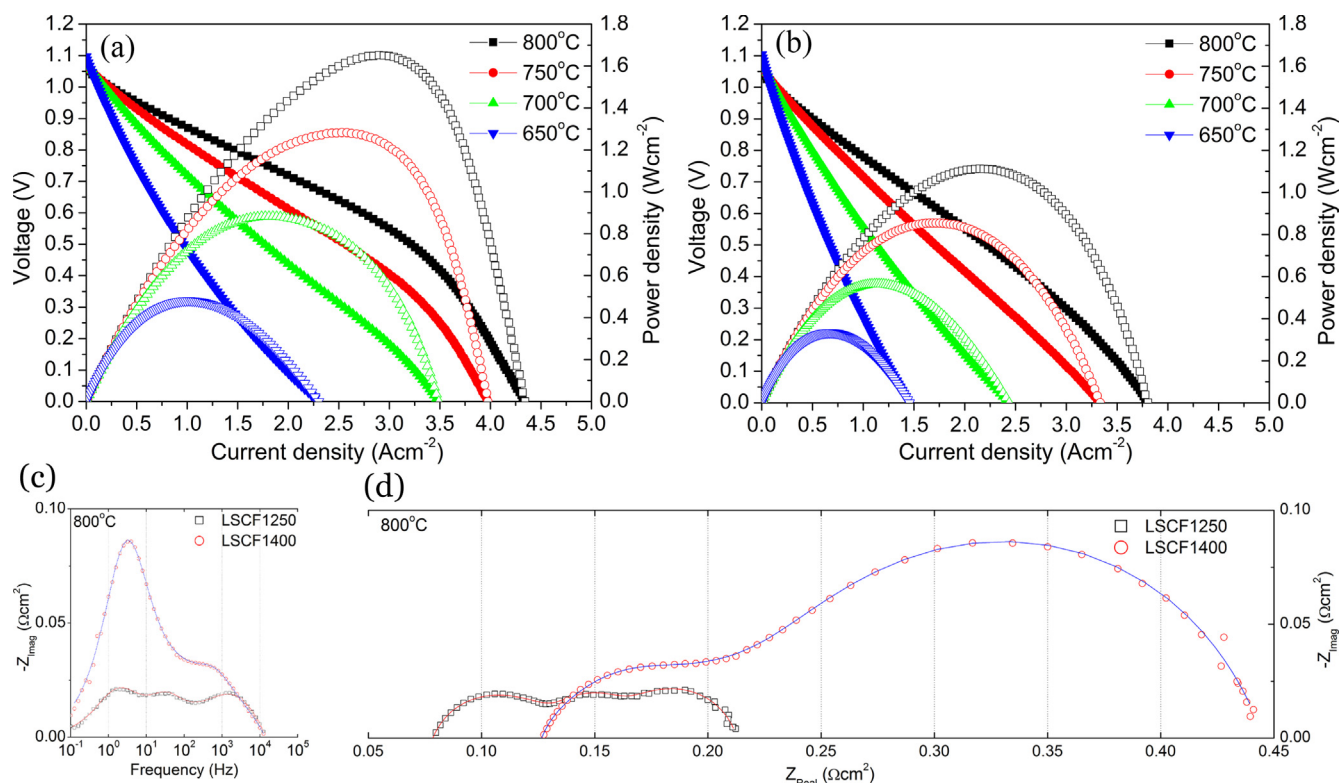 (a)
800°C
750°C
700°C
650°C
Voltage (V)
1.2
1.1
1.0
0.9
0.8
0.7
0.6
0.5
0.4
0.3
0.2
0.1
0.0
0.0 0.5 1.0 1.5 2.0 2.5 3.0 3.5 4.0 4.5 5.0
Current density (Acm-2)
1.8
1.6
1.4
1.2
1.0
0.8
0.6
0.4
0.2
0.0
Power density (Wcm-2)
(b)
800°C
750°C
700°C
650°C
Voltage (V)
1.2
1.1
1.0
0.9
0.8
0.7
0.6
0.5
0.4
0.3
0.2
0.1
0.0
0.0 0.5 1.0 1.5 2.0 2.5 3.0 3.5 4.0 4.5 5.0
Current density (Acm-2)
1.8
1.6
1.4
1.2
1.0
0.8
0.6
0.4
0.2
0.0
Power density (Wcm-2)
(c)
800°C
LSCF1250
LSCF1400
-ZImag (Ωcm2)
0.10
0.05
0.00
10-1 100 101 102 103 104 105
Frequency (Hz)
(d)
800°C
LSCF1250
LSCF1400
0.10
0.05
0.00
-ZImag (Ωcm2)
0.05 0.10 0.15 0.20 0.25 0.30 0.35 0.40 0.45
ZReal (Ωcm2)